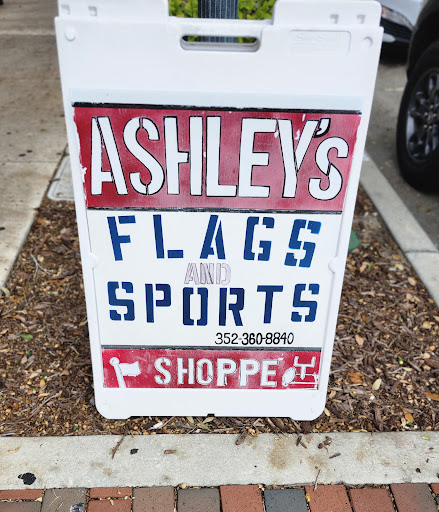 ASHLEY's
FLAGS
AND
SPORTS
352-360-8840
SHOPPE